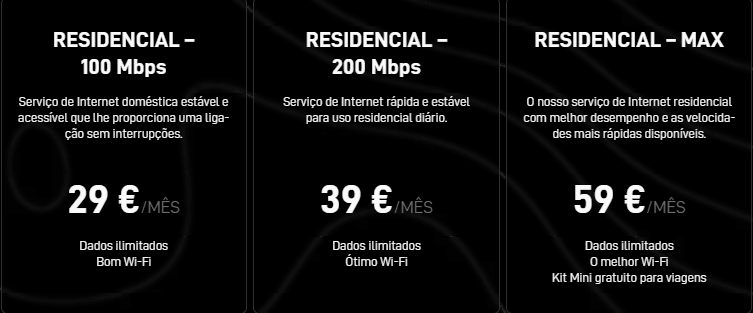 RESIDENCIAL –
100 Mbps
Serviço de Internet doméstica estável e
acessível que lhe proporciona uma liga-
ção sem interrupções.
29 €/MÊS
Dados ilimitados
Bom Wi-Fi
RESIDENCIAL –
200 Mbps
Serviço de Internet rápida e estável
para uso residencial diário.
39 €/MÊS
Dados ilimitados
Ótimo Wi-Fi
RESIDENCIAL – MAX
O nosso serviço de Internet residencial
com melhor desempenho e as velocida-
des mais rápidas disponíveis.
59 €/MÊS
Dados ilimitados
O melhor Wi-Fi
Kit Mini gratuito para viagens